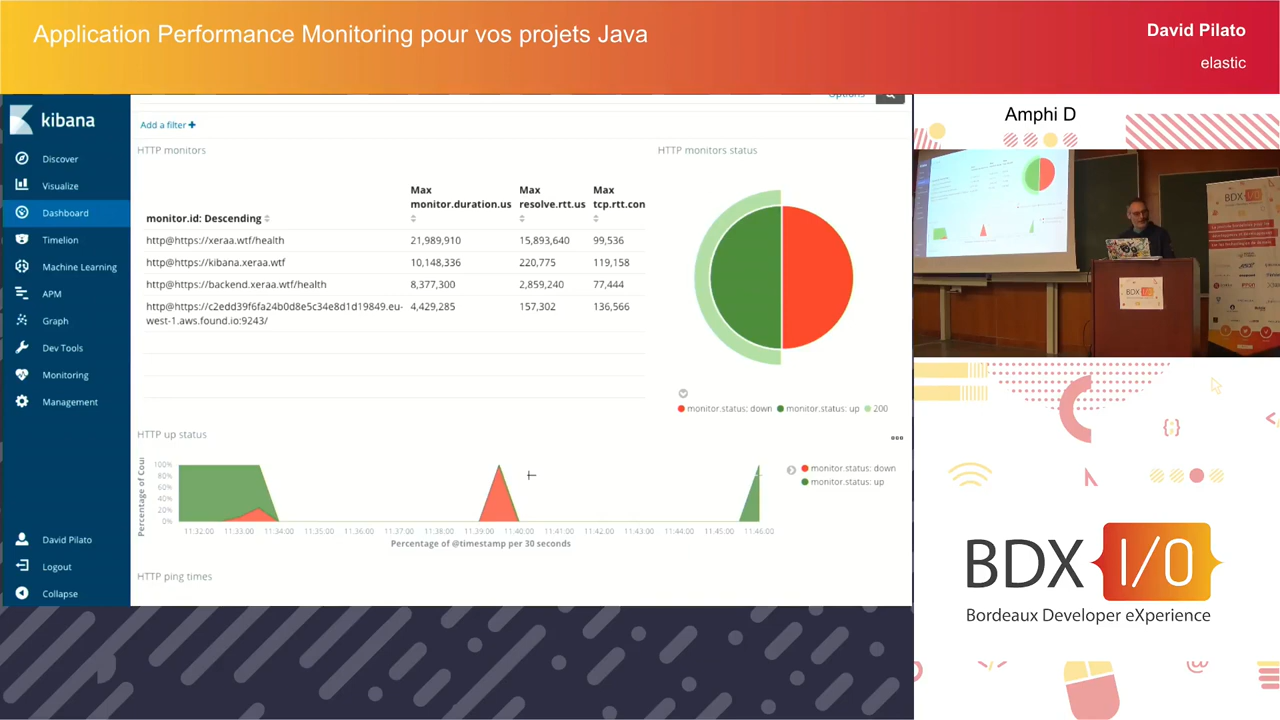 Application Performance Monitoring pour vos projets Java
David Pilato
elastic
Amphi D
kibana
Discover
Visualize
Dashboard
Timelion
Machine Learning
APM
Graph
Dev Tools
Monitoring
Management
David Pilato
Logout
Collapse
Options
Add a filter +
HTTP monitors
monitor.id: Descending
Max monitor.duration.us
Max resolve.rtt.us
Max tcp.rtt.con
http@https://xeraa.wtf/health 21,989,910 15,893,640 99,536
http@https://kibana.xeraa.wtf 10,148,336 220,775 119,158
http@https://backend.xeraa.wtf/health 8,377,300 2,859,240 77,444
http@https://c2edd39f6fa24b0d8e5c34e8d1d19849.eu- 4,429,285 157,302 136,566
west-1.aws.found.io:9243/
HTTP monitors status
monitor.status: down monitor.status: up 200
HTTP up status
Percentage of Coun
100%
80%
60%
40%
20%
0%
11:32:00 11:33:00 11:34:00 11:35:00 11:36:00 11:37:00 11:38:00 11:39:00 11:40:00 11:41:00 11:42:00 11:43:00 11:44:00 11:45:00 11:46:00
Percentage of @timestamp per 30 seconds
monitor.status: down
monitor.status: up
HTTP ping times
BDX I/O
BDX I/O
BDX I/O
Bordeaux Developer eXperience